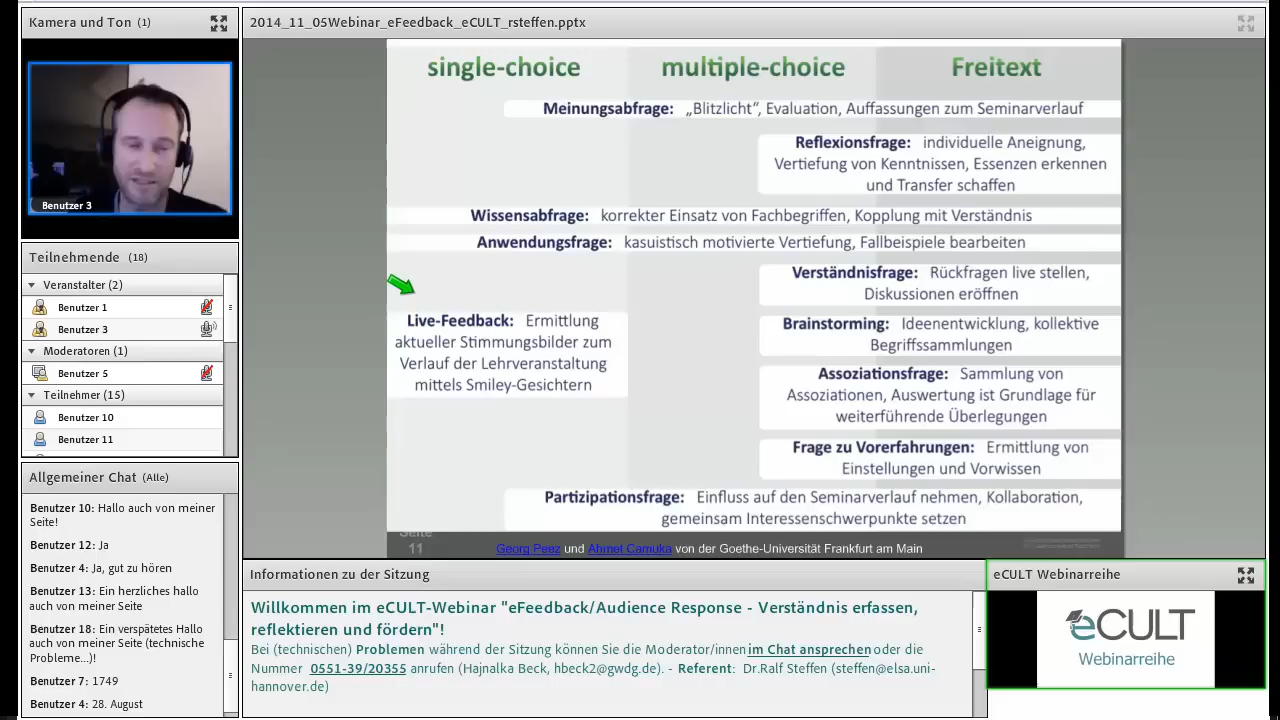 Kamera und Ton (1)
Benutzer 3
Teilnehmende (18)
Veranstalter (2)
Benutzer 1
Benutzer 3
Moderatoren (1)
Benutzer 5
Teilnehmer (15)
Benutzer 10
Benutzer 11
Allgemeiner Chat (Alle)
Benutzer 10: Hallo auch von meiner
Seite!
Benutzer 12: Ja
Benutzer 4: Ja, gut zu hören
Benutzer 13: Ein herzliches hallo
auch von meiner Seite
Benutzer 18: Ein verspätetes Hallo
auch von meiner Seite (technische
Probleme...)!
Benutzer 7: 1749
Benutzer 4: 28. August
2014_11_05Webinar_eFeedback_eCULT_rsteffen.pptx
single-choice multiple-choice Freitext
Meinungsabfrage: „Blitzlicht“, Evaluation, Auffassungen zum Seminarverlauf
Reflexionsfrage: individuelle Aneignung,
Vertiefung von Kenntnissen, Essenzen erkennen
und Transfer schaffen
Wissensabfrage: korrekter Einsatz von Fachbegriffen, Kopplung mit Verständnis
Anwendungsfrage: kasuistisch motivierte Vertiefung, Fallbeispiele bearbeiten
Verständnisfrage: Rückfragen live stellen,
Diskussionen eröffnen
Live-Feedback: Ermittlung
aktueller Stimmungsbilder zum
Verlauf der Lehrveranstaltung
mittels Smiley-Gesichtern
Brainstorming: Ideenentwicklung, kollektive
Begriffssammlungen
Assoziationsfrage: Sammlung von
Assoziationen, Auswertung ist Grundlage für
weiterführende Überlegungen
Frage zu Vorerfahrungen: Ermittlung von
Einstellungen und Vorwissen
Partizipationsfrage: Einfluss auf den Seminarverlauf nehmen, Kollaboration,
gemeinsam Interessenschwerpunkte setzen
Seite
11
Georg Peez und Ahmet Camuka von der Goethe-Universität Frankfurt am Main
Informationen zu der Sitzung
Willkommen im eCULT-Webinar "eFeedback/Audience Response - Verständnis erfassen,
reflektieren und fördern"!
Bei (technischen) Problemen während der Sitzung können Sie die Moderator/innen im Chat ansprechen oder die
Nummer 0551-39/20355 anrufen (Hajnalka Beck, hbeck2@gwdg.de). - Referent: Dr.Ralf Steffen (steffen@elsa.uni-
hannover.de)
eCULT Webinarreihe
eCULT
Webinarreihe